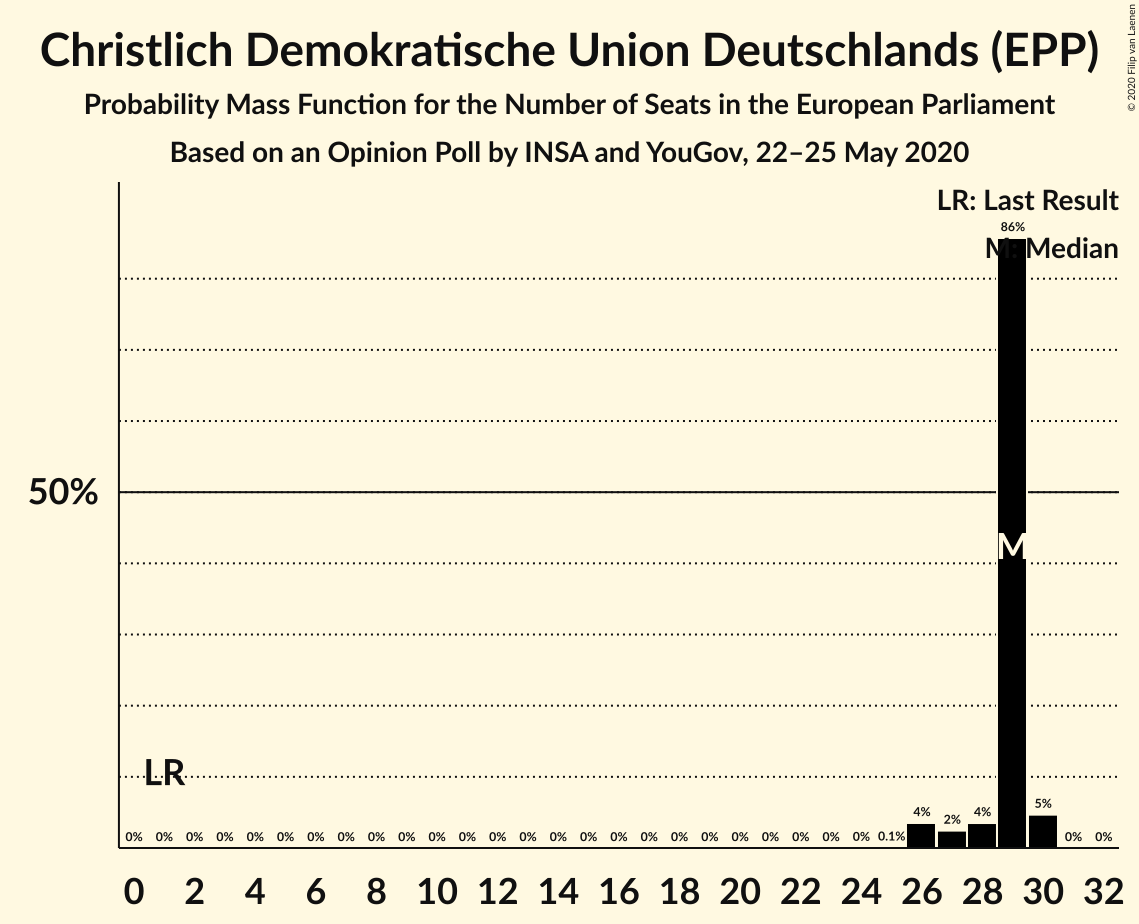 Christlich Demokratische Union Deutschlands (EPP)
Probability Mass Function for the Number of Seats in the European Parliament
Based on an Opinion Poll by INSA and YouGov, 22–25 May 2020
© 2020 Filip van Laenen
LR: Last Result
86%
M: Median
50%
M
LR
0% 0% 0% 0% 0% 0% 0% 0% 0% 0% 0% 0% 0% 0% 0% 0% 0% 0% 0% 0% 0% 0% 0% 0% 0% 0.1% 4% 2% 4% 5% 0% 0%
0 2 4 6 8 10 12 14 16 18 20 22 24 26 28 30 32